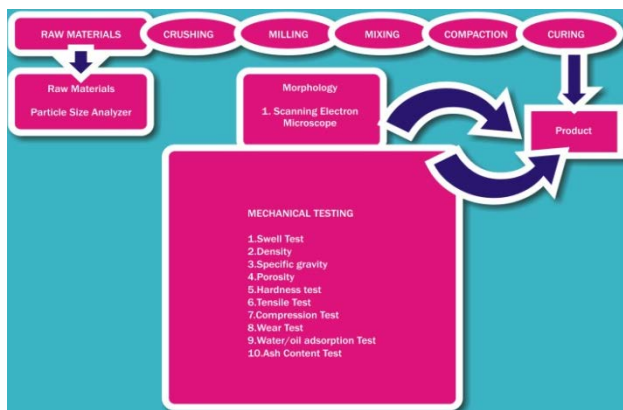 RAW MATERIALS
CRUSHING
MILLING
MIXING
COMPACTION
CURING
Raw Materials
Particle Size Analyzer
Morphology
1. Scanning Electron
Microscope
Product
MECHANICAL TESTING
1.Swell Test
2.Density
3.Specific gravity
4.Porosity
5.Hardness test
6.Tensile Test
7.Compression Test
8.Wear Test
9.Water/oil adsorption Test
10.Ash Content Test